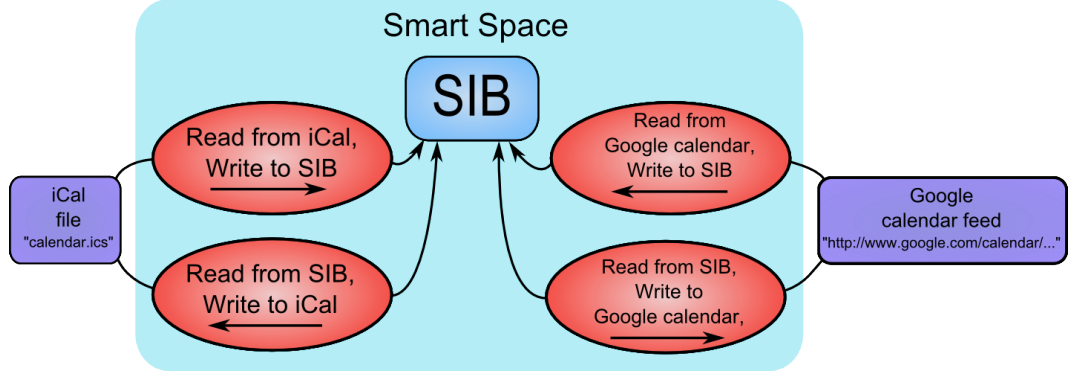 Smart Space
SIB
Read from iCal,
Write to SIB
Read from
Google calendar,
Write to SIB
iCal
file
"calendar.ics"
Google
calendar feed
"http://www.google.com/calendar/..."
Read from SIB,
Write to iCal
Read from SIB,
Write to
Google calendar,